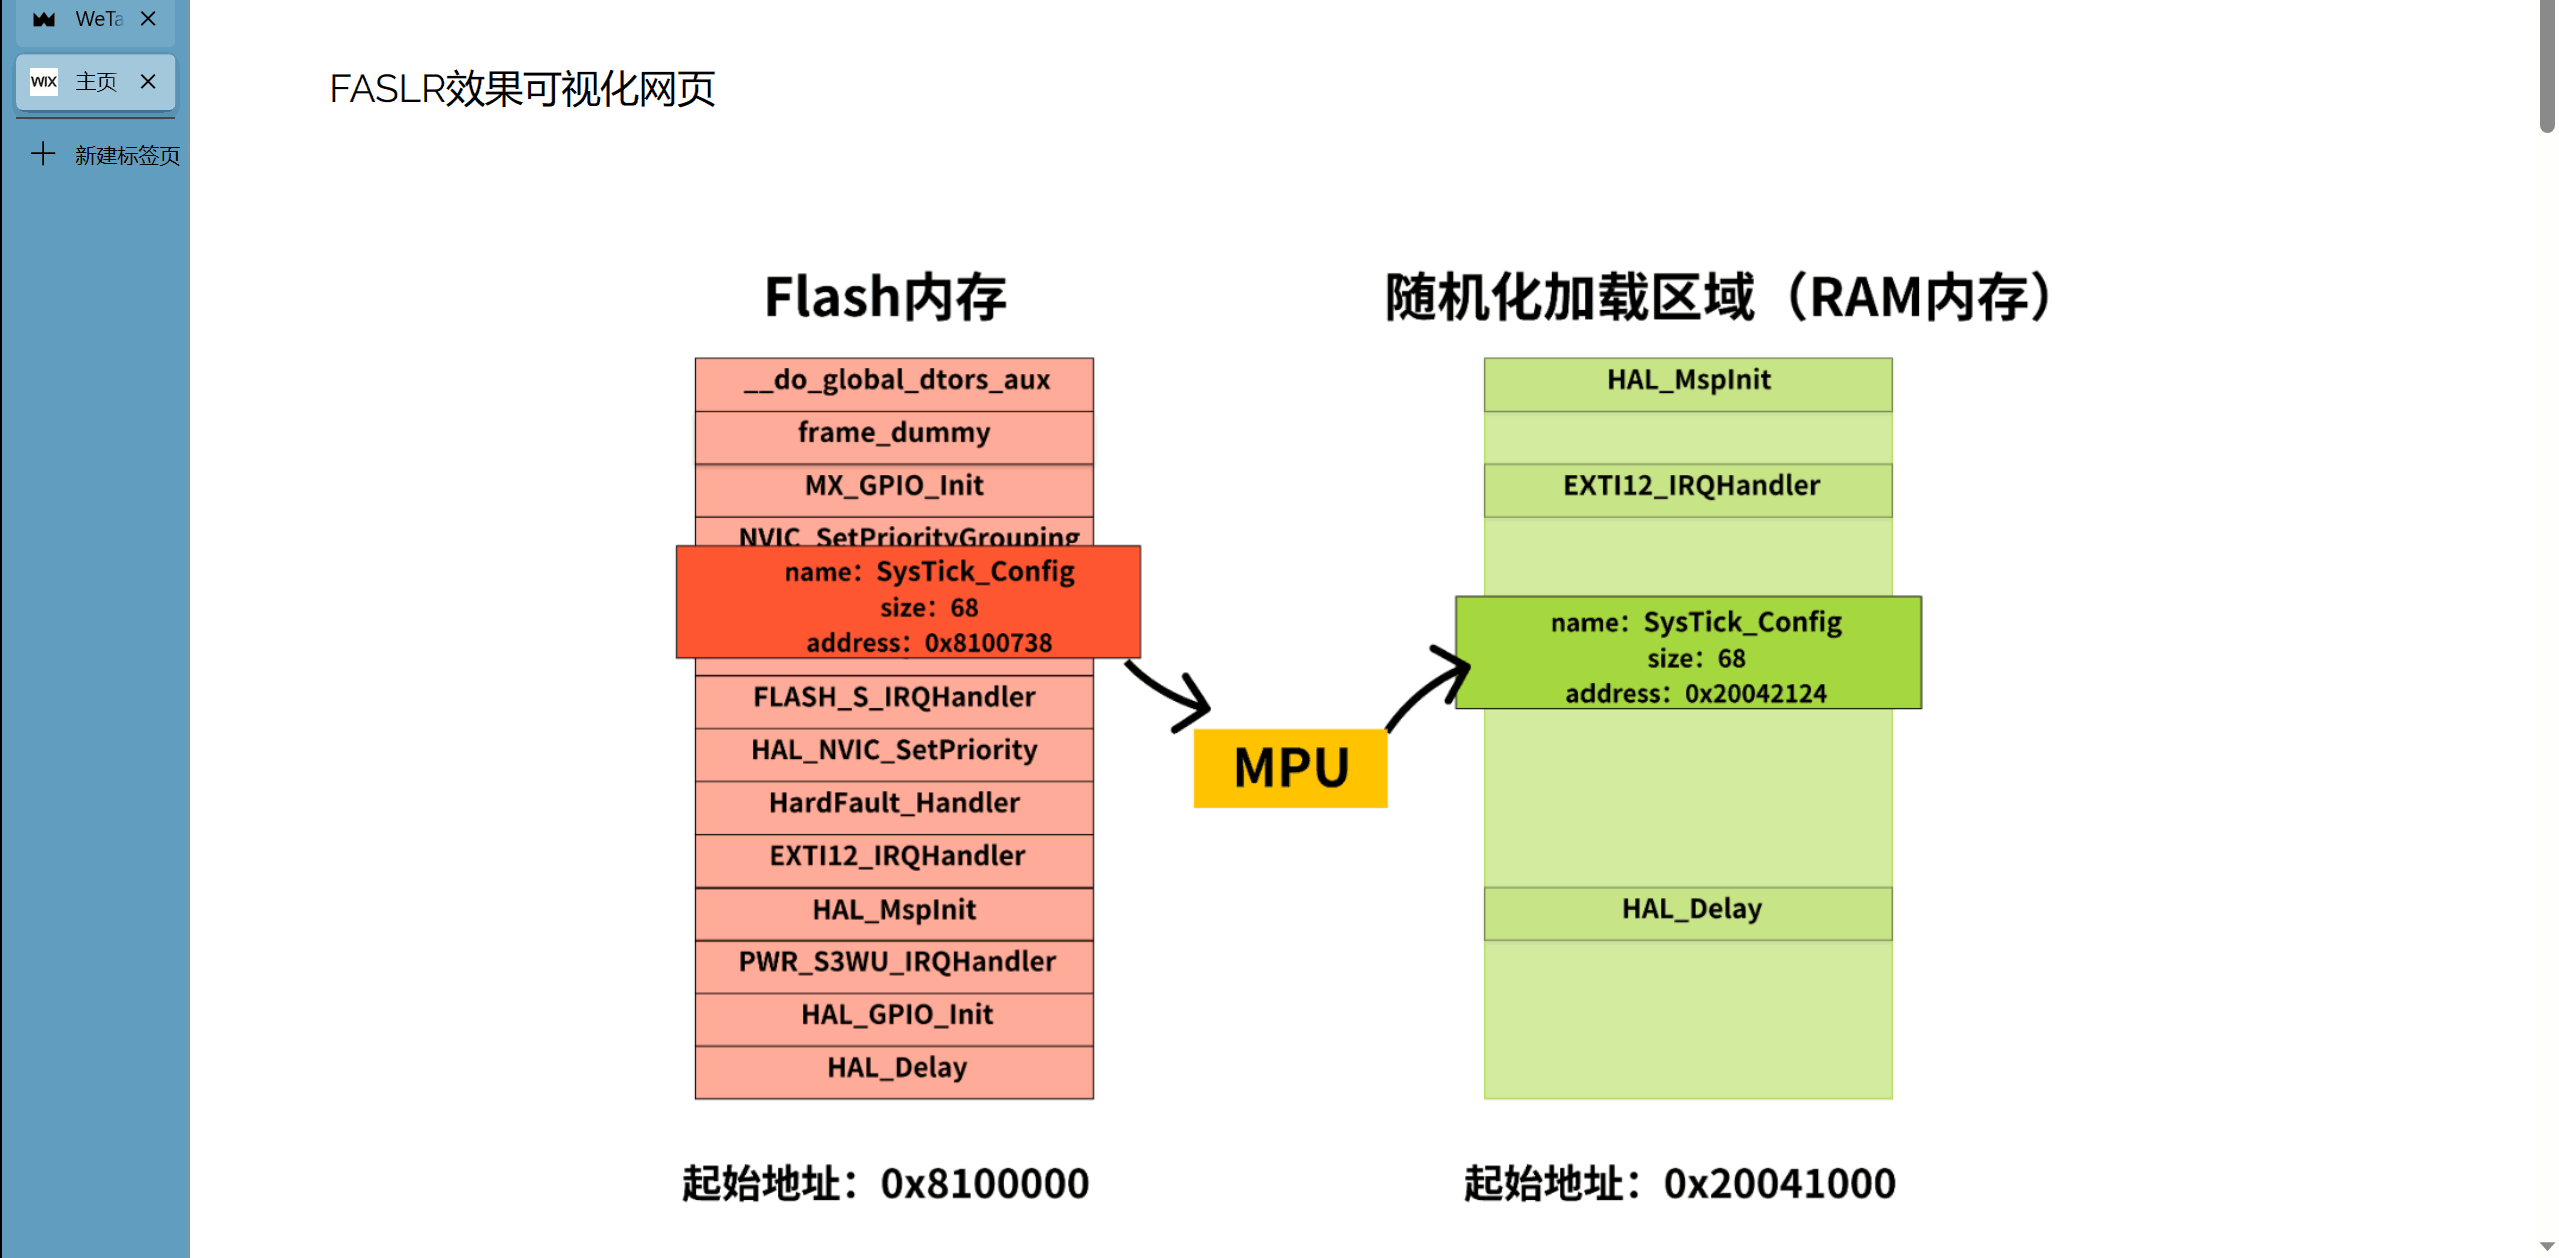 WeTa
WIX 主页
新建标签页
FASLR效果可视化网页
Flash内存
__do_global_dtors_aux
frame_dummy
MX_GPIO_Init
NVIC_SetPriorityGrouping
name：SysTick_Config
size：68
address：0x8100738
FLASH_S_IRQHandler
HAL_NVIC_SetPriority
HardFault_Handler
EXTI12_IRQHandler
HAL_MspInit
PWR_S3WU_IRQHandler
HAL_GPIO_Init
HAL_Delay
起始地址：0x8100000
MPU
随机化加载区域（RAM内存）
HAL_MspInit
EXTI12_IRQHandler
name：SysTick_Config
size：68
address：0x20042124
HAL_Delay
起始地址：0x20041000